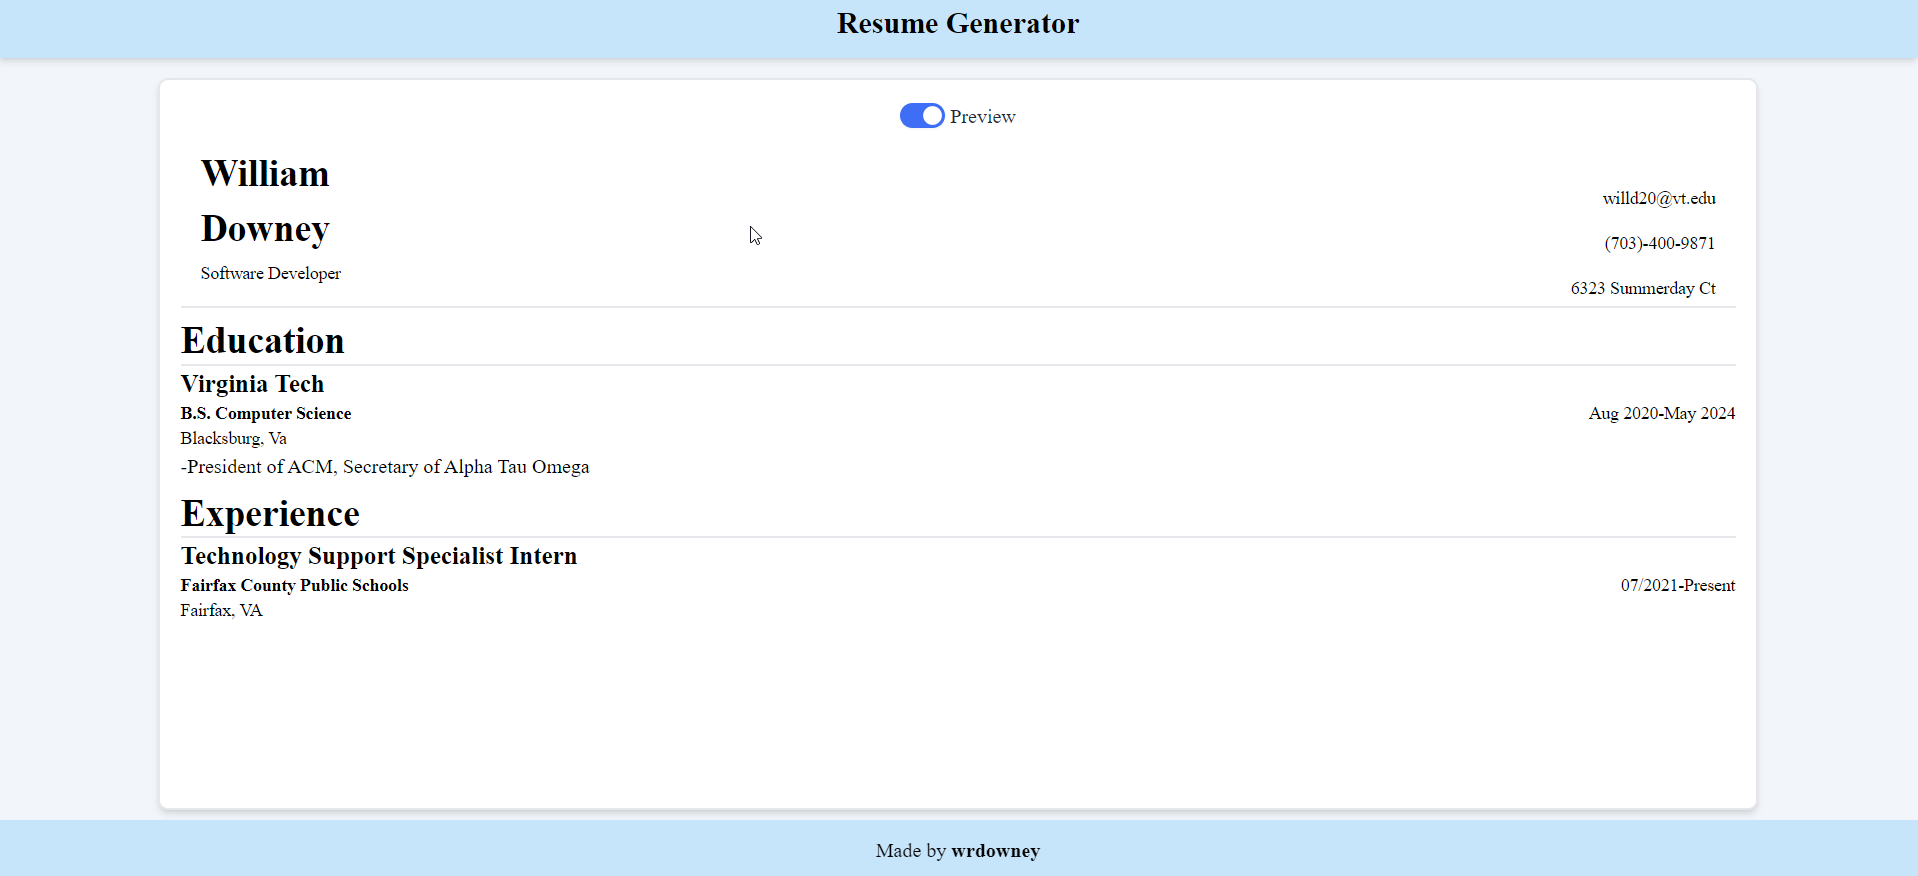 Resume Generator
Preview
William
Downey
Software Developer
willd20@vt.edu
(703)-400-9871
6323 Summerday Ct
Education
Virginia Tech
B.S. Computer Science
Aug 2020-May 2024
Blacksburg, Va
-President of ACM, Secretary of Alpha Tau Omega
Experience
Technology Support Specialist Intern
Fairfax County Public Schools
07/2021-Present
Fairfax, VA
Made by wrdowney